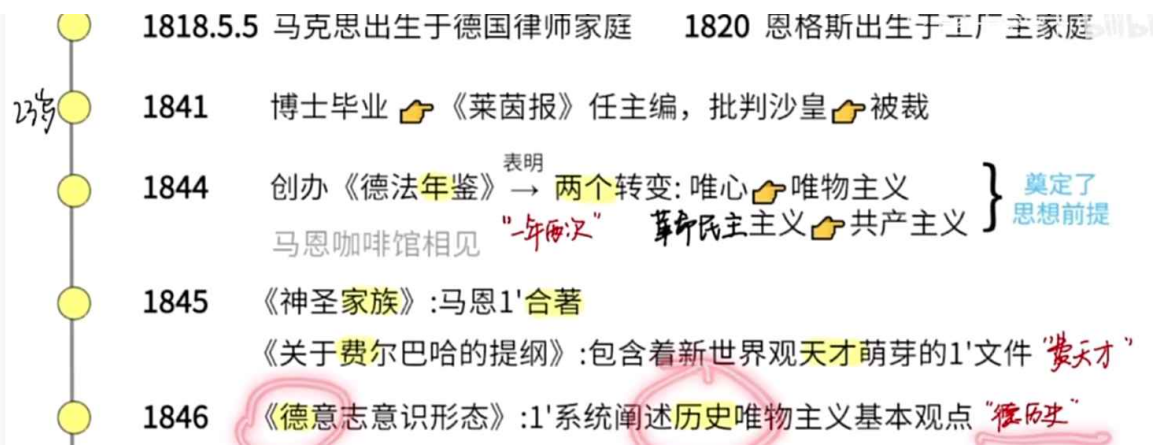 1818.5.5 马克思出生于德国律师家庭 1820 恩格斯出生于工厂主家庭
23岁 1841 博士毕业 👉 《莱茵报》任主编，批判沙皇 👉 被裁
表明
1844 创办《德法年鉴》 → 两个转变: 唯心 👉 唯物主义
"一年两次" 革命民主主义 👉 共产主义
奠定了
思想前提
马恩咖啡馆相见
1845 《神圣家族》:马恩1'合著
《关于费尔巴哈的提纲》:包含着新世界观天才萌芽的1'文件 "费天才"
1846 《德意志意识形态》:1'系统阐述历史唯物主义基本观点 "德历史"